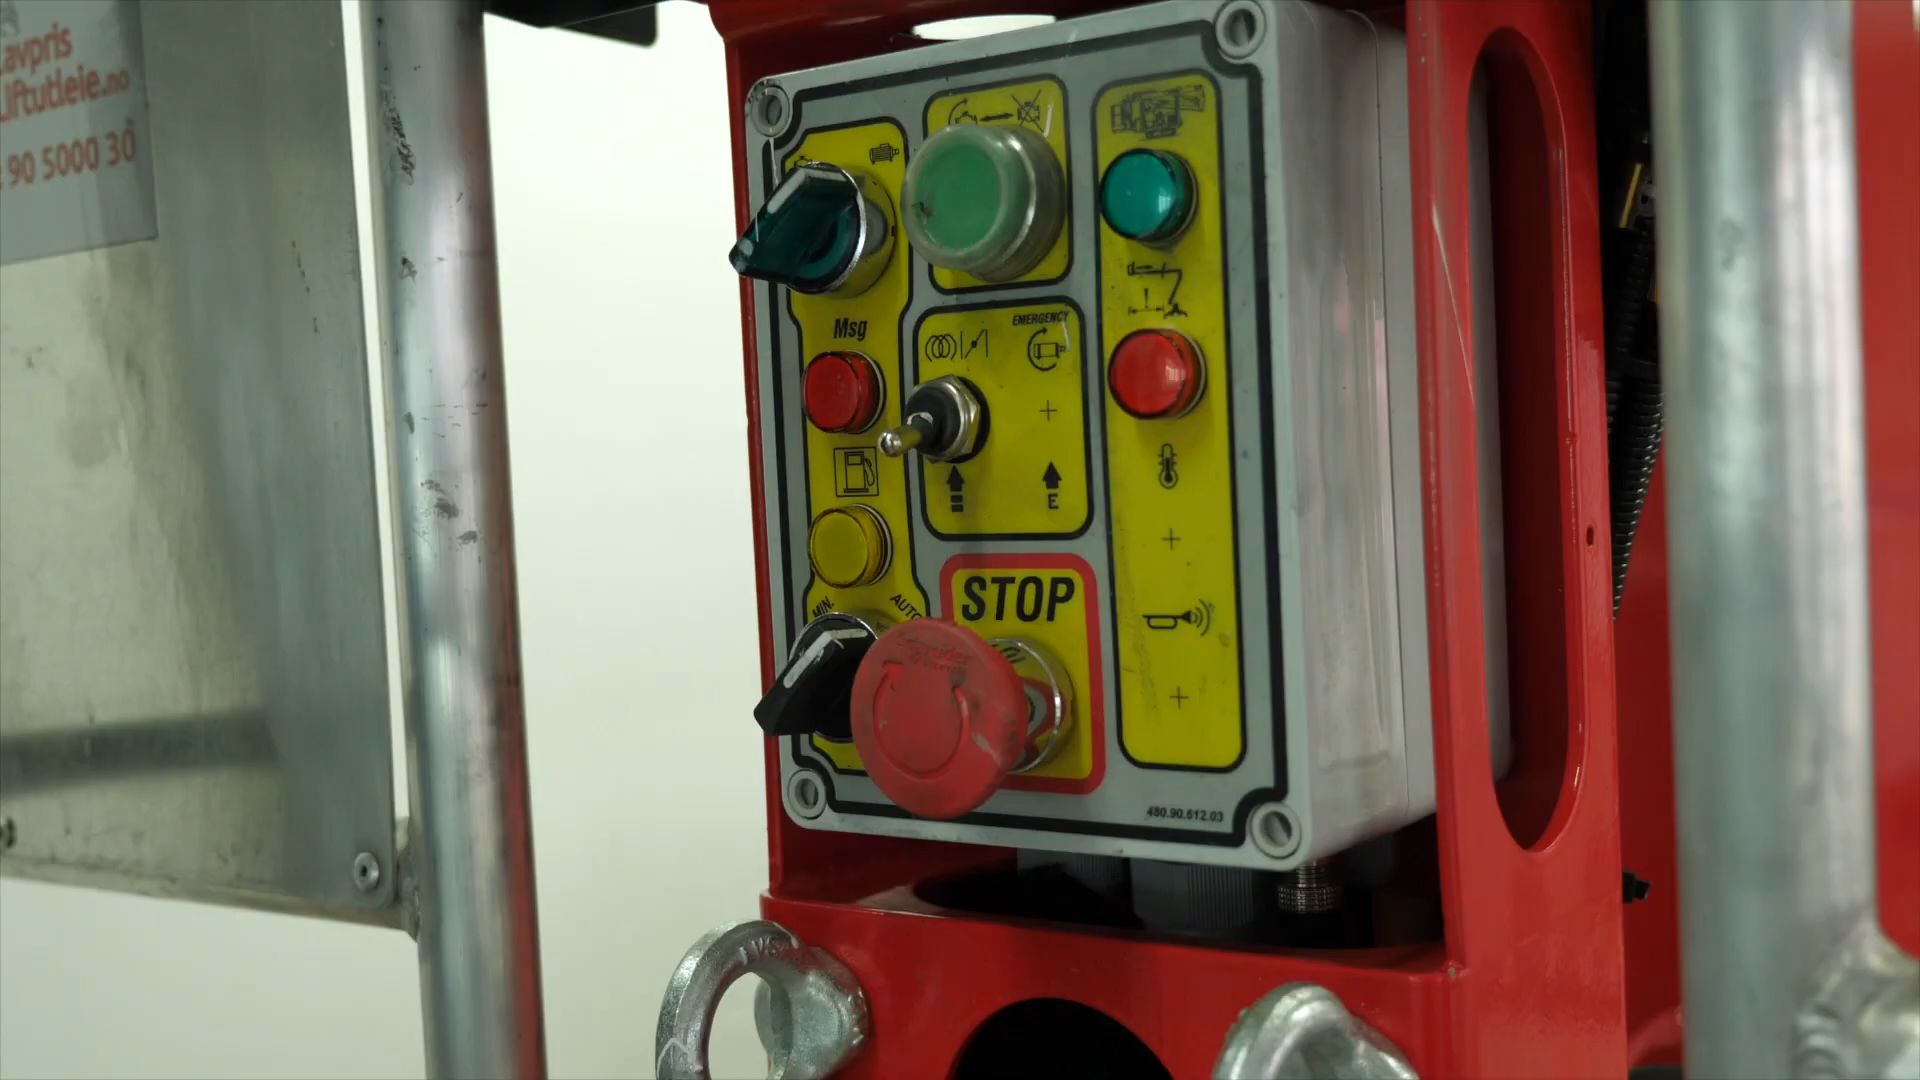 Lavpris
Liftutleie.no
90 5000 30
EMERGENCY
Msg
E
STOP
MIN.
AUTO
480.90.612.03